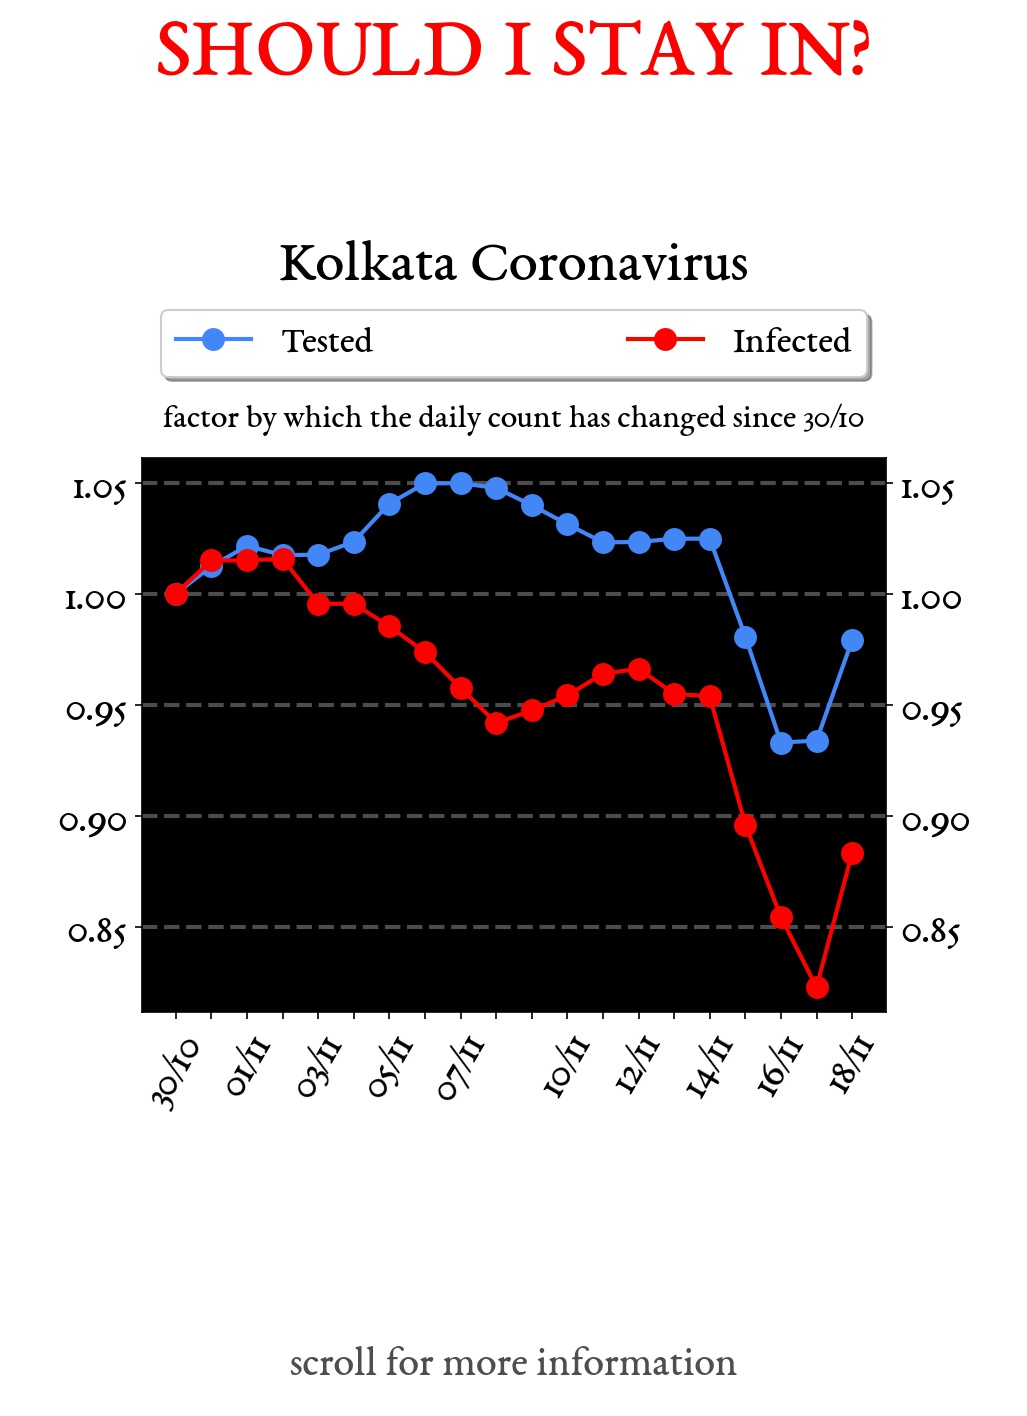 SHOULD I STAY IN?
Kolkata Coronavirus
Tested Infected
factor by which the daily count has changed since 30/10
1.05 1.05
1.00 1.00
0.95 0.95
0.90 0.90
0.85 0.85
30/10 01/11 03/11 05/11 07/11 10/11 12/11 14/11 16/11 18/11
scroll for more information